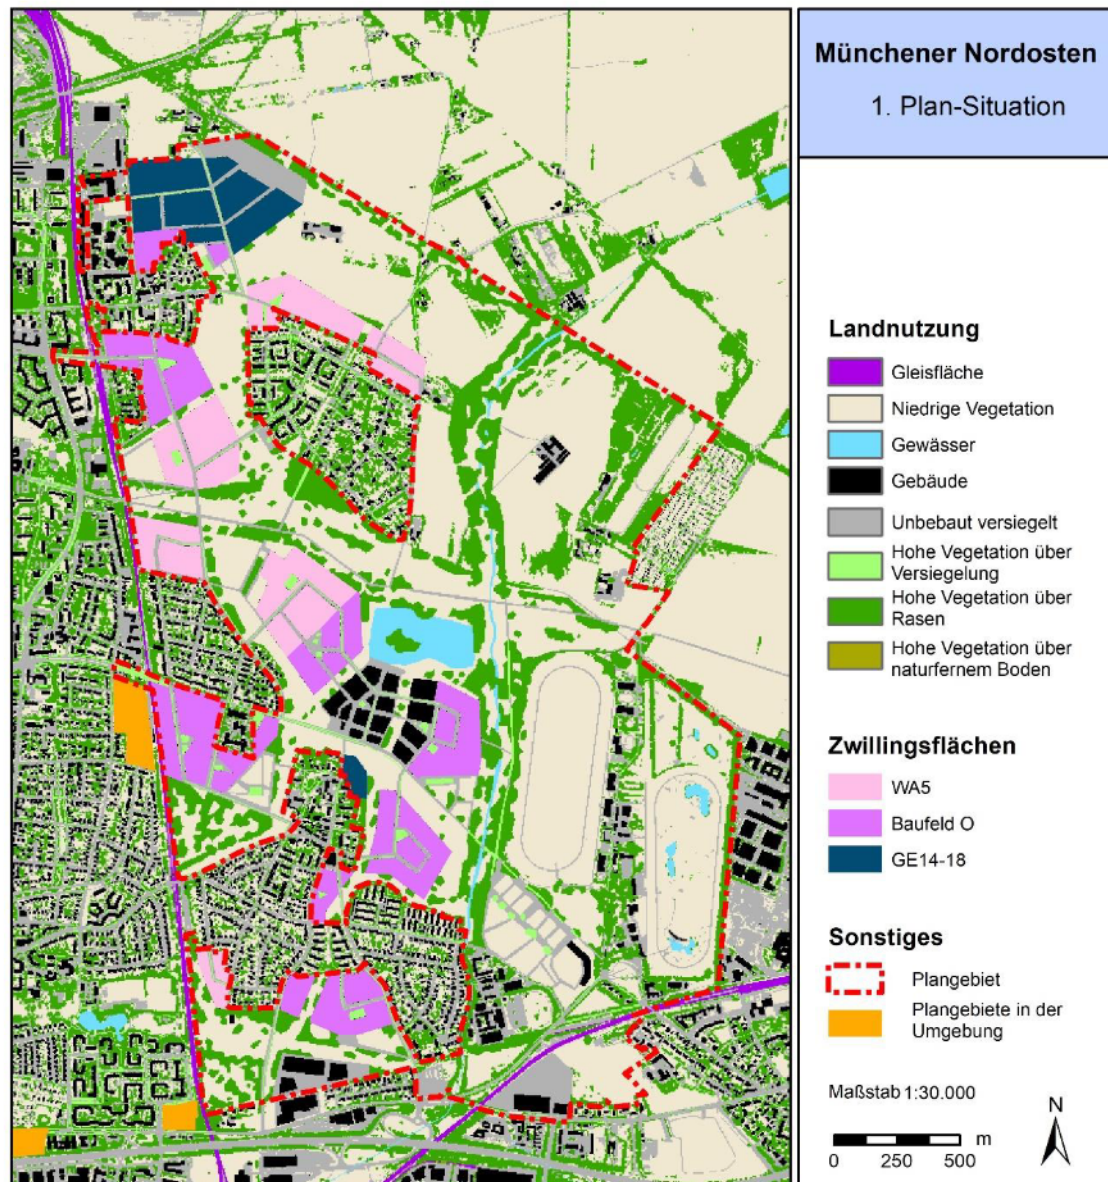 Münchener Nordosten
1. Plan-Situation
Landnutzung
Gleisfläche
Niedrige Vegetation
Gewässer
Gebäude
Unbebaut versiegelt
Hohe Vegetation über
Versiegelung
Hohe Vegetation über
Rasen
Hohe Vegetation über
naturfernem Boden
Zwillingsflächen
WA5
Baufeld O
GE14-18
Sonstiges
Plangebiet
Plangebiete in der
Umgebung
Maßstab 1:30.000
N
m
0 250 500